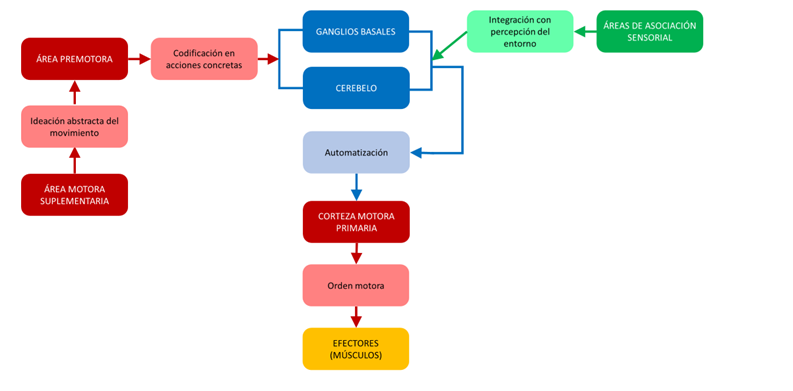 GANGLIOS BASALES
Integración con
percepción del
entorno
ÁREAS DE ASOCIACIÓN
SENSORIAL
ÁREA PREMOTORA
Codificación en
acciones concretas
CEREBELO
Ideación abstracta del
movimiento
Automatización
ÁREA MOTORA
SUPLEMENTARIA
CORTEZA MOTORA
PRIMARIA
Orden motora
EFECTORES
(MÚSCULOS)